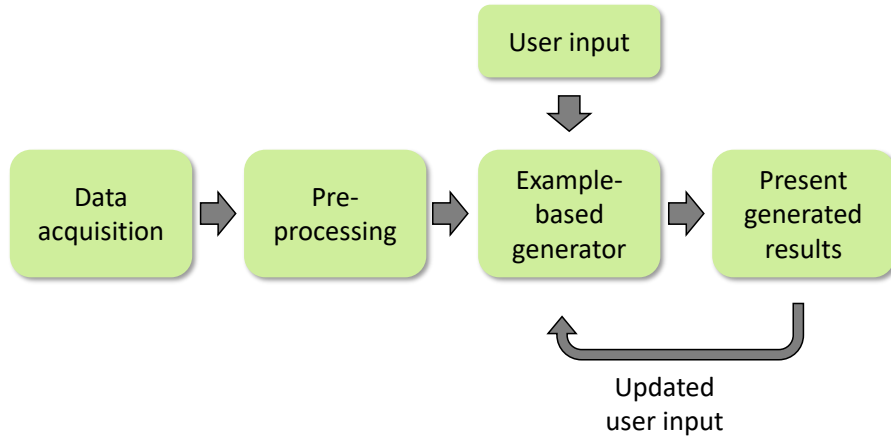 User input
Data
acquisition
Pre-
processing
Example-
based
generator
Present
generated
results
Updated
user input